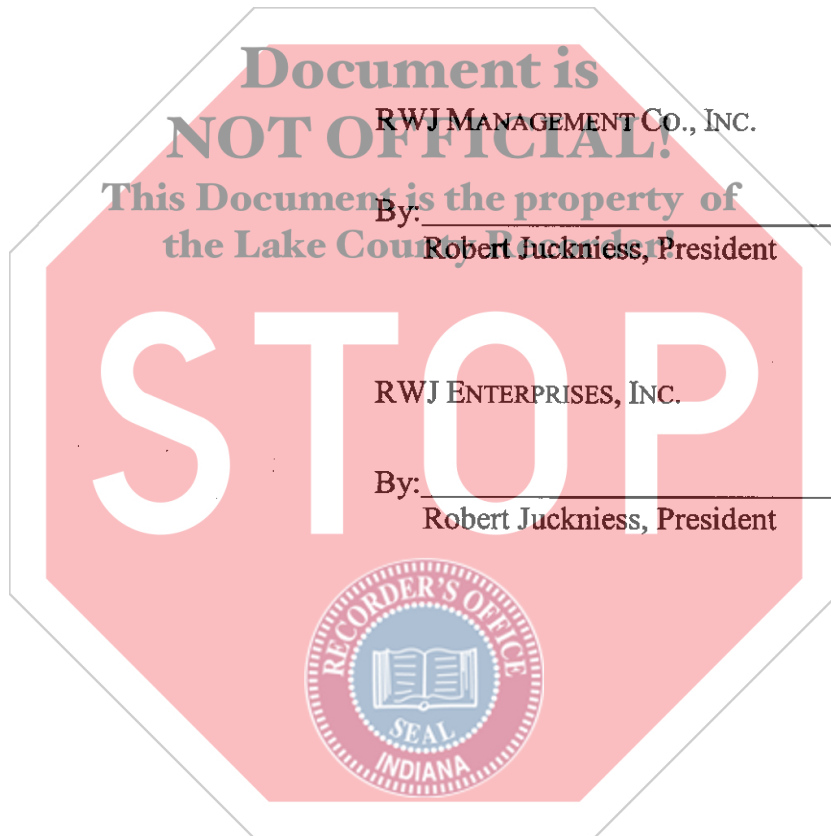 Document is
NOT OFFICIAL!
This Document is the property of
the Lake County Recorder!
RWJ MANAGEMENT CO., INC.
By:
Robert Juckniess, President
STOP
RWJ ENTERPRISES, INC.
By:
Robert Juckniess, President
RECORDER'S OFFICE
SEAL
INDIANA